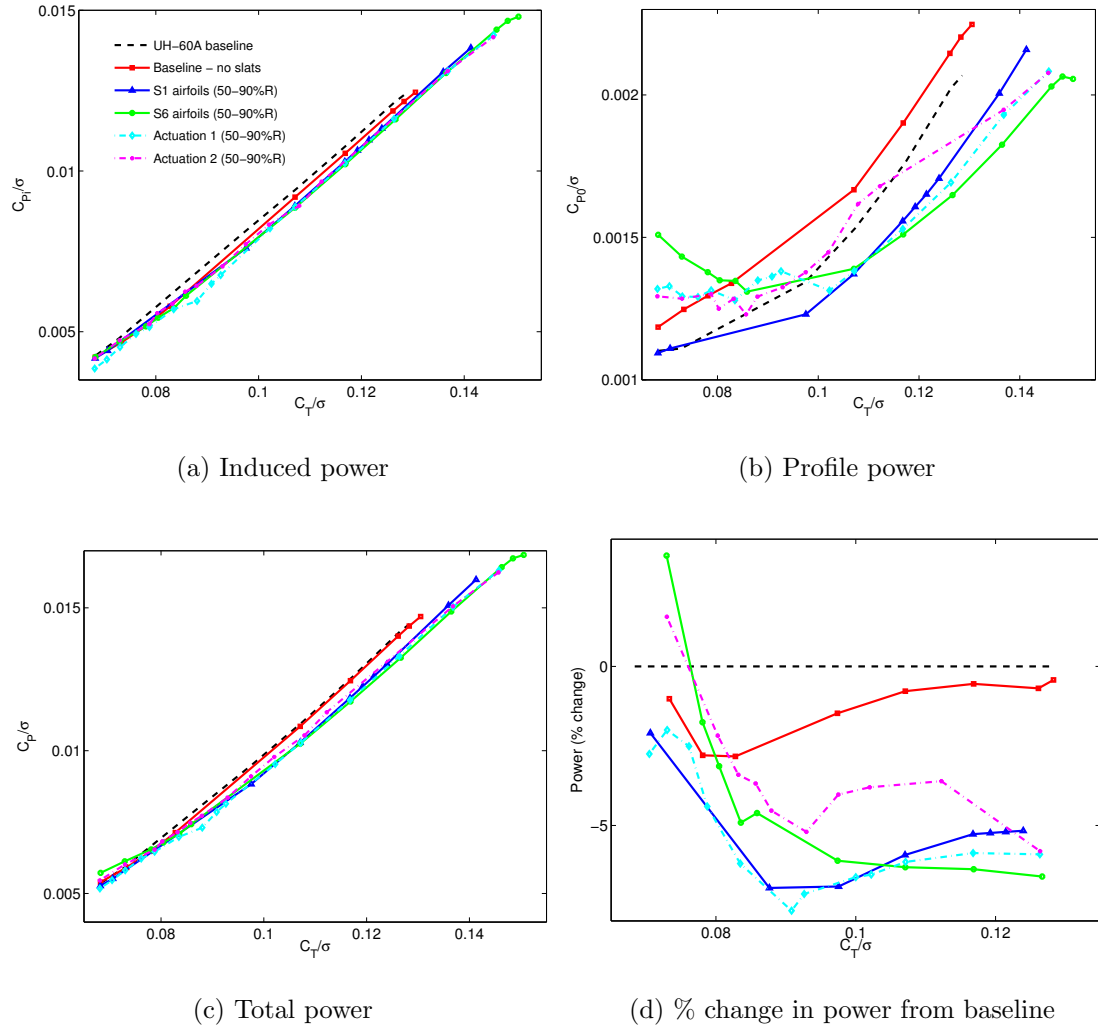 0.015
0.01
0.005
C_Pi/σ
UH−60A baseline
Baseline − no slats
S1 airfoils (50−90%R)
S6 airfoils (50−90%R)
Actuation 1 (50−90%R)
Actuation 2 (50−90%R)
0.08 0.1 0.12 0.14
C_T/σ
(a) Induced power
0.002
0.0015
0.001
C_P0/σ
0.08 0.1 0.12 0.14
C_T/σ
(b) Profile power
0.015
0.01
0.005
C_P/σ
0.08 0.1 0.12 0.14
C_T/σ
(c) Total power
0
−5
Power (% change)
0.08 0.1 0.12
C_T/σ
(d) % change in power from baseline